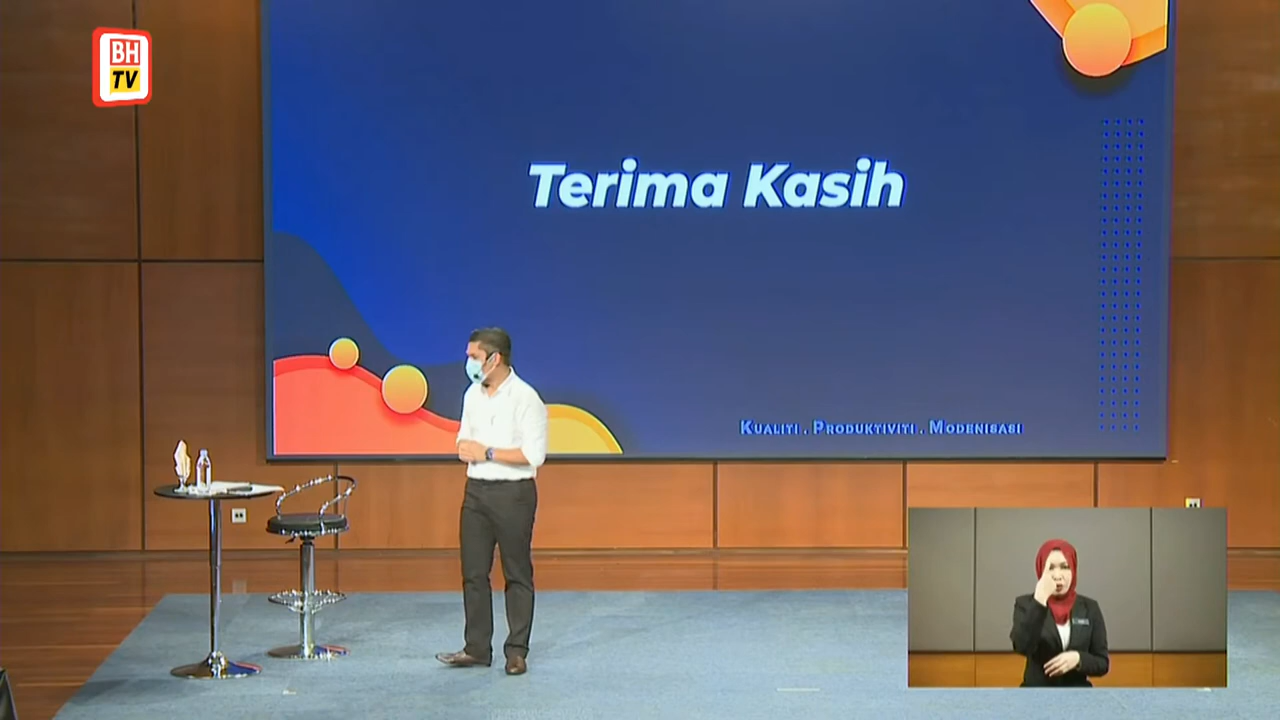 BH
TV
Terima Kasih
Kualiti . Produktiviti . Modenisasi